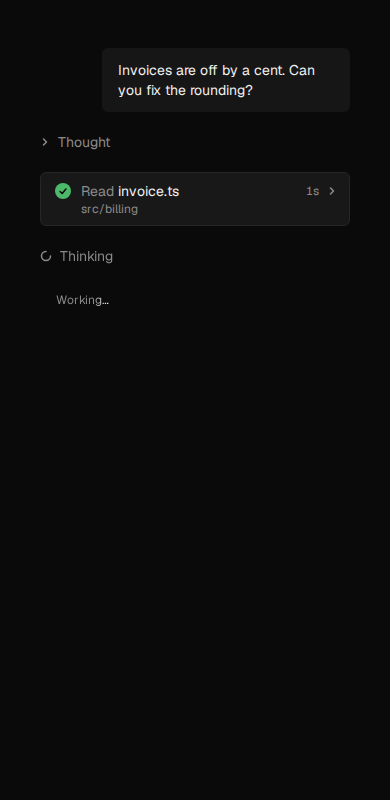 Invoices are off by a cent. Can
you fix the rounding?
Thought
Read invoice.ts 1s
src/billing
Thinking
Working…